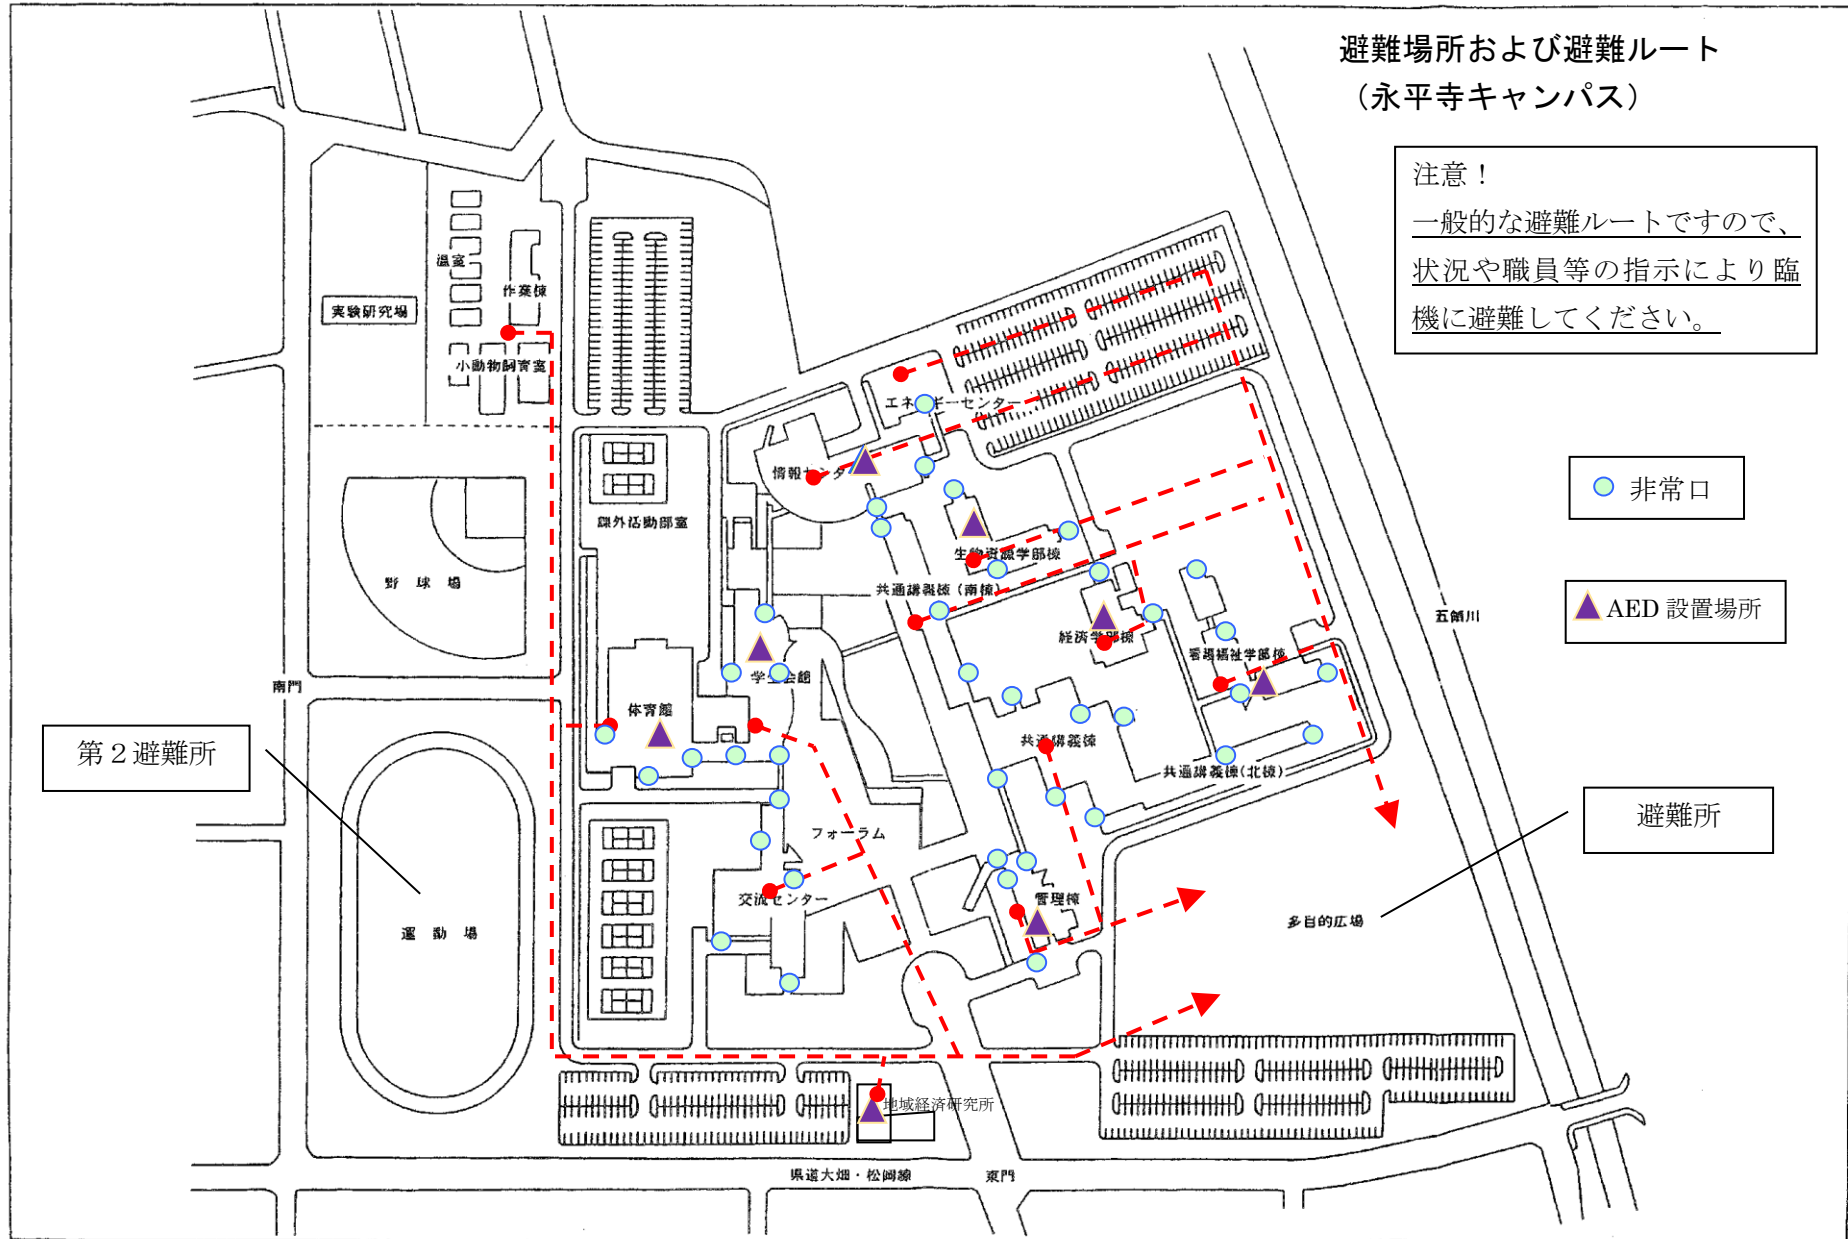 避難場所および避難ルート
（永平寺キャンパス）
注意！
一般的な避難ルートですので、
状況や職員等の指示により臨
機に避難してください。
温室
作業棟
実験研究場
小動物飼育室
エネルギーセンター
情報センター
非常口
課外活動部室
生物資源学部棟
野球場
共通講義棟（南棟）
AED 設置場所
五領川
経済学部棟
看護福祉学部棟
学生会館
南門
体育館
第２避難所
共通講義棟
共通講義棟(北棟)
避難所
フォーラム
交流センター
管理棟
多目的広場
運動場
地域経済研究所
県道大畑・松岡線
東門